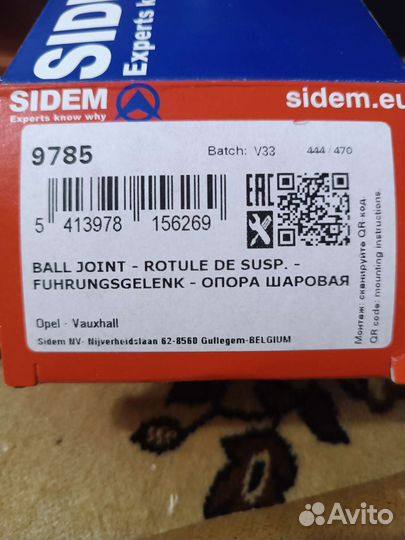 SIDE
Experts k
SIDEM
Experts know why
sidem.eu
9785
Batch: V33
444 / 470
EAC
5 413978 156269
BALL JOINT - ROTULE DE SUSP. -
FUHRUNGSGELENK - ОПОРА ШАРОВАЯ
Opel - Vauxhall
Sidem NV- Nijverheidslaan 62-8560 Gullegem-BELGIUM
Монтаж: сканируйте QR код
QR code: mounting instructions
Avito